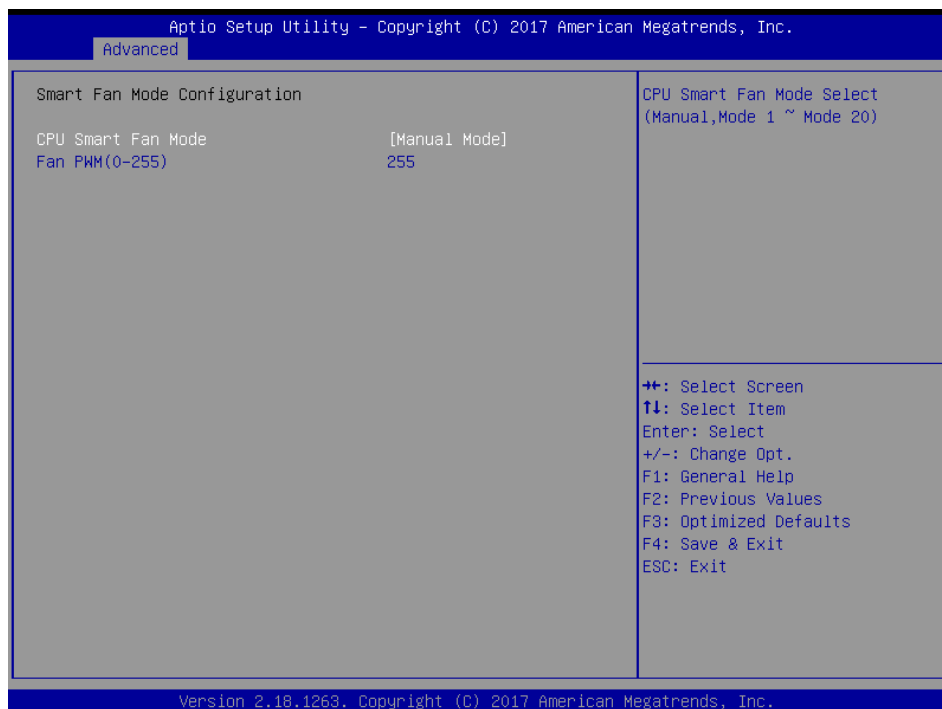 Aptio Setup Utility – Copyright (C) 2017 American Megatrends, Inc.
Advanced
Smart Fan Mode Configuration
CPU Smart Fan Mode [Manual Mode]
Fan PWM(0-255) 255
CPU Smart Fan Mode Select
(Manual,Mode 1 ~ Mode 20)
→←: Select Screen
↑↓: Select Item
Enter: Select
+/-: Change Opt.
F1: General Help
F2: Previous Values
F3: Optimized Defaults
F4: Save & Exit
ESC: Exit
Version 2.18.1263. Copyright (C) 2017 American Megatrends, Inc.